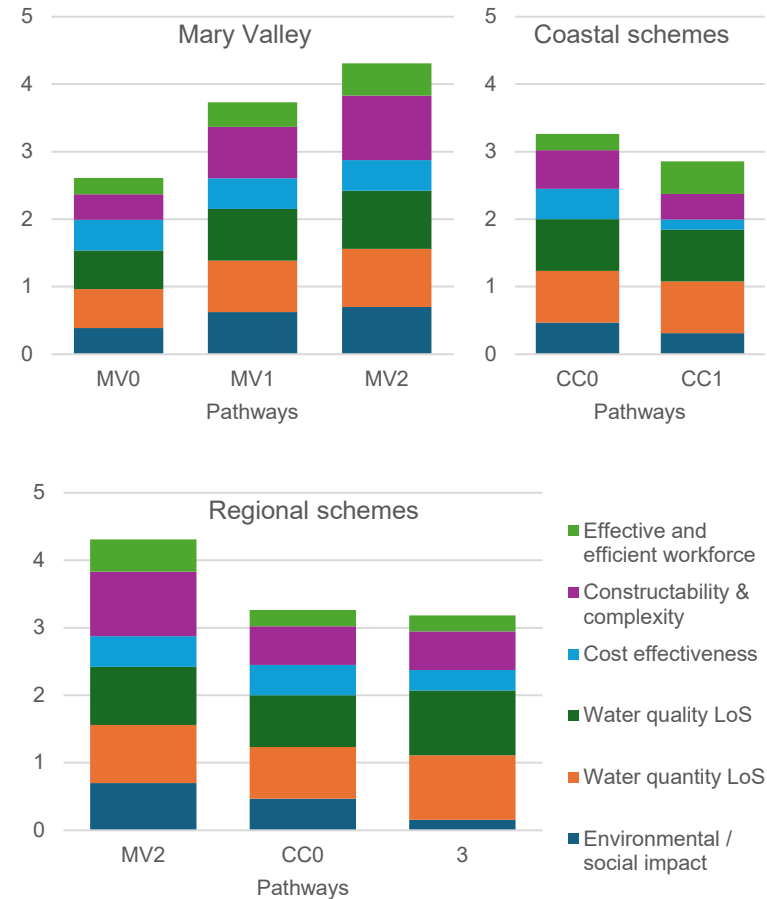 Mary Valley
5
4
3
2
1
0
MV0 MV1 MV2
Pathways
Coastal schemes
5
4
3
2
1
0
CC0 CC1
Pathways
Regional schemes
5
4
3
2
1
0
MV2 CC0 3
Pathways
Effective and
efficient workforce
Constructability &
complexity
Cost effectiveness
Water quality LoS
Water quantity LoS
Environmental /
social impact